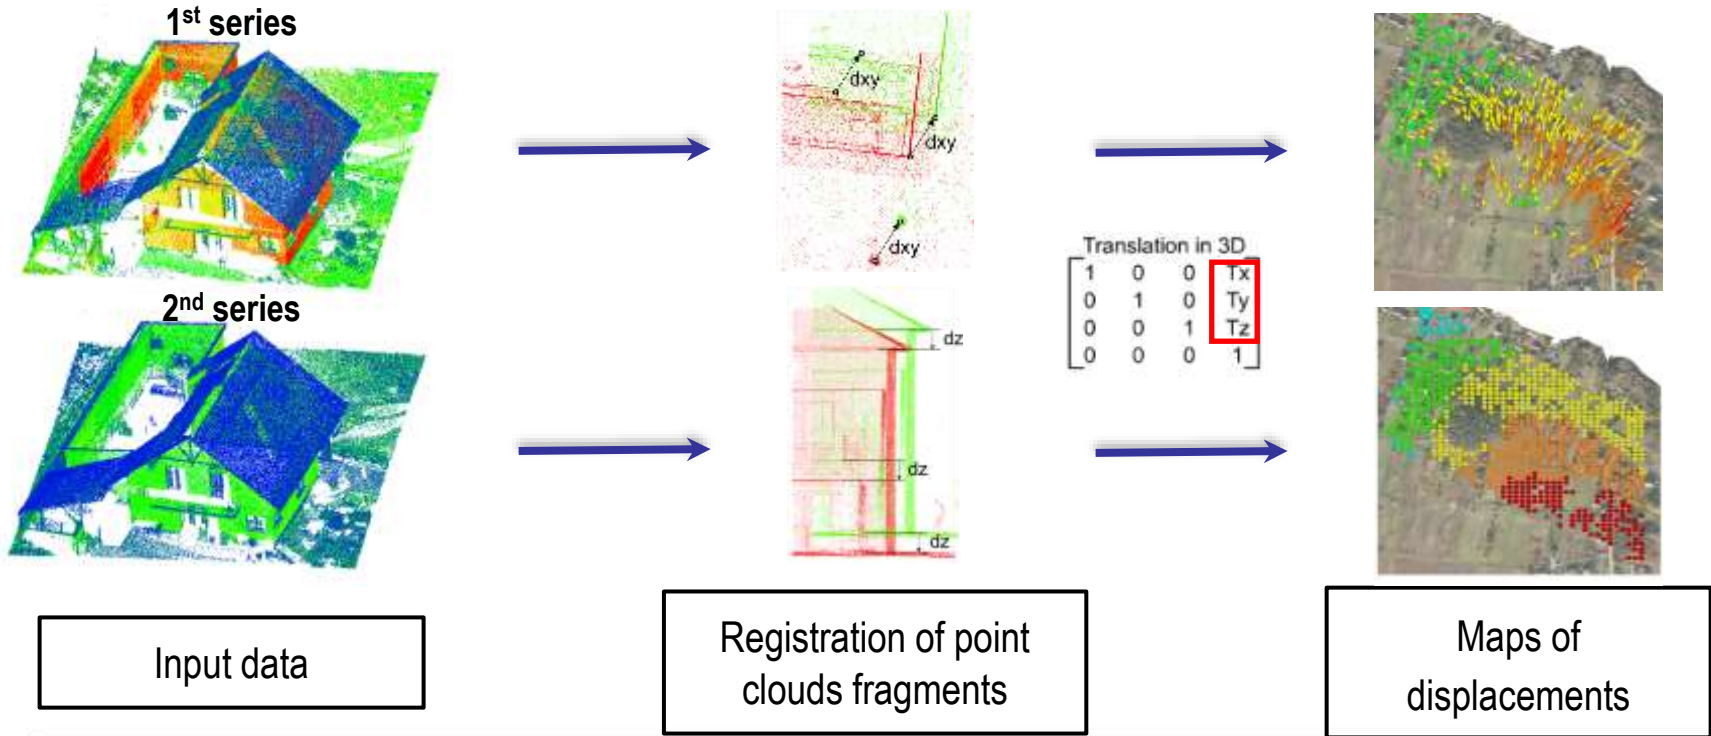 1st series
2nd series
dxy
dxy
dxy
dz
dz
dz
Translation in 3D
1 0 0 Tx
0 1 0 Ty
0 0 1 Tz
0 0 0 1
Input data
Registration of point
clouds fragments
Maps of
displacements